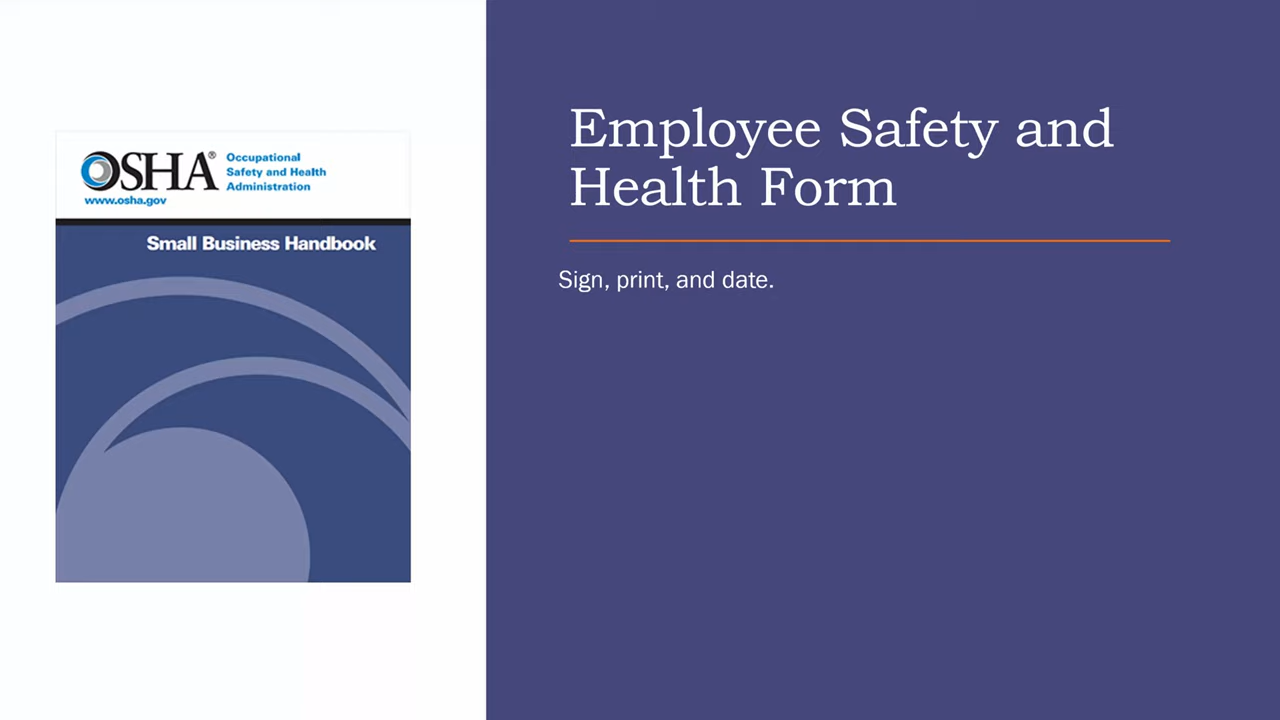 OSHA® Occupational
Safety and Health
Administration
www.osha.gov
Small Business Handbook
Employee Safety and
Health Form
Sign, print, and date.